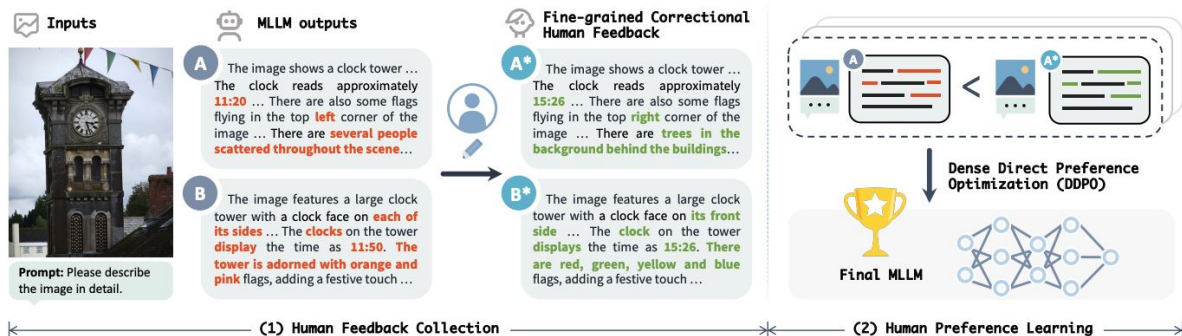 Inputs
MLLM outputs
Fine-grained Correctional
Human Feedback
Prompt: Please describe
the image in detail.
A
The image shows a clock tower ...
The clock reads approximately
11:20 ... There are also some flags
flying in the top left corner of the
image ... There are several people
scattered throughout the scene...
B
The image features a large clock
tower with a clock face on each of
its sides ... The clocks on the tower
display the time as 11:50. The
tower is adorned with orange and
pink flags, adding a festive touch ...
A*
The image shows a clock tower ...
The clock reads approximately
15:26 ... There are also some flags
flying in the top right corner of the
image ... There are trees in the
background behind the buildings...
B*
The image features a large clock
tower with a clock face on its front
side ... The clock on the tower
displays the time as 15:26. There
are red, green, yellow and blue
flags, adding a festive touch ...
A
<
A*
Dense Direct Preference
Optimization (DDPO)
Final MLLM
(1) Human Feedback Collection
(2) Human Preference Learning